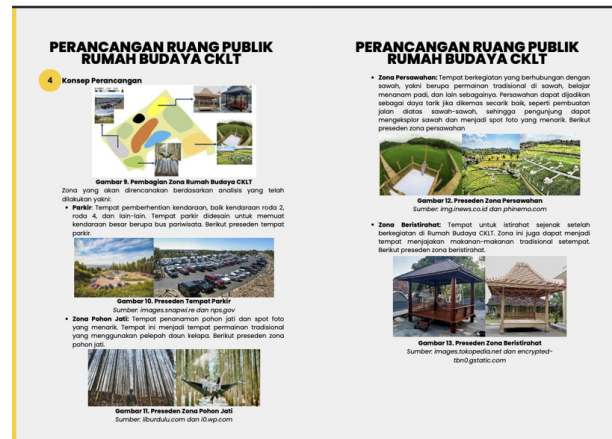 PERANCANGAN RUANG PUBLIK
RUMAH BUDAYA CKLT
4 Konsep Perancangan
Gambar 9. Pembagian Zona Rumah Budaya CKLT
Zona yang akan direncanakan berdasarkan analisis yang telah
dilakukan yakni:
• Parkir: Tempat pemberhentian kendaraan, baik kendaraan roda 2,
roda 4, dan lain-lain. Tempat parkir didesain untuk memuat
kendaraan besar berupa bus pariwisata. Berikut preseden tempat
parkir.
Gambar 10. Preseden Tempat Parkir
Sumber: images.snapwi.re dan nps.gov
• Zona Pohon Jati: Tempat penanaman pohon jati dan spot foto
yang menarik. Tempat ini menjadi tempat permainan tradisional
yang menggunakan pelepah daun kelapa. Berikut preseden zona
pohon jati.
Gambar 11. Preseden Zona Pohon Jati
Sumber: liburdulu.com dan i0.wp.com
PERANCANGAN RUANG PUBLIK
RUMAH BUDAYA CKLT
• Zona Persawahan: Tempat berkegiatan yang berhubungan dengan
sawah, yakni berupa permainan tradisional di sawah, belajar
menanam padi, dan lain sebagainya. Persawahan dapat dijadikan
sebagai daya tarik jika dikemas secarik baik, seperti pembuatan
jalan diatas sawah-sawah, sehingga pengunjung dapat
mengeksplor sawah dan menjadi spot foto yang menarik. Berikut
preseden zona persawahan
Gambar 12. Preseden Zona Persawahan
Sumber: img.inews.co.id dan phinemo.com
• Zona Beristirahat: Tempat untuk istirahat sejenak setelah
berkegiatan di Rumah Budaya CKLT. Zona ini juga dapat menjadi
tempat menjajakan makanan-makanan tradisional setempat.
Berikut preseden zona beristirahat.
Gambar 13. Preseden Zona Beristirahat
Sumber: images.tokopedia.net dan encrypted-
tbn0.gstatic.com